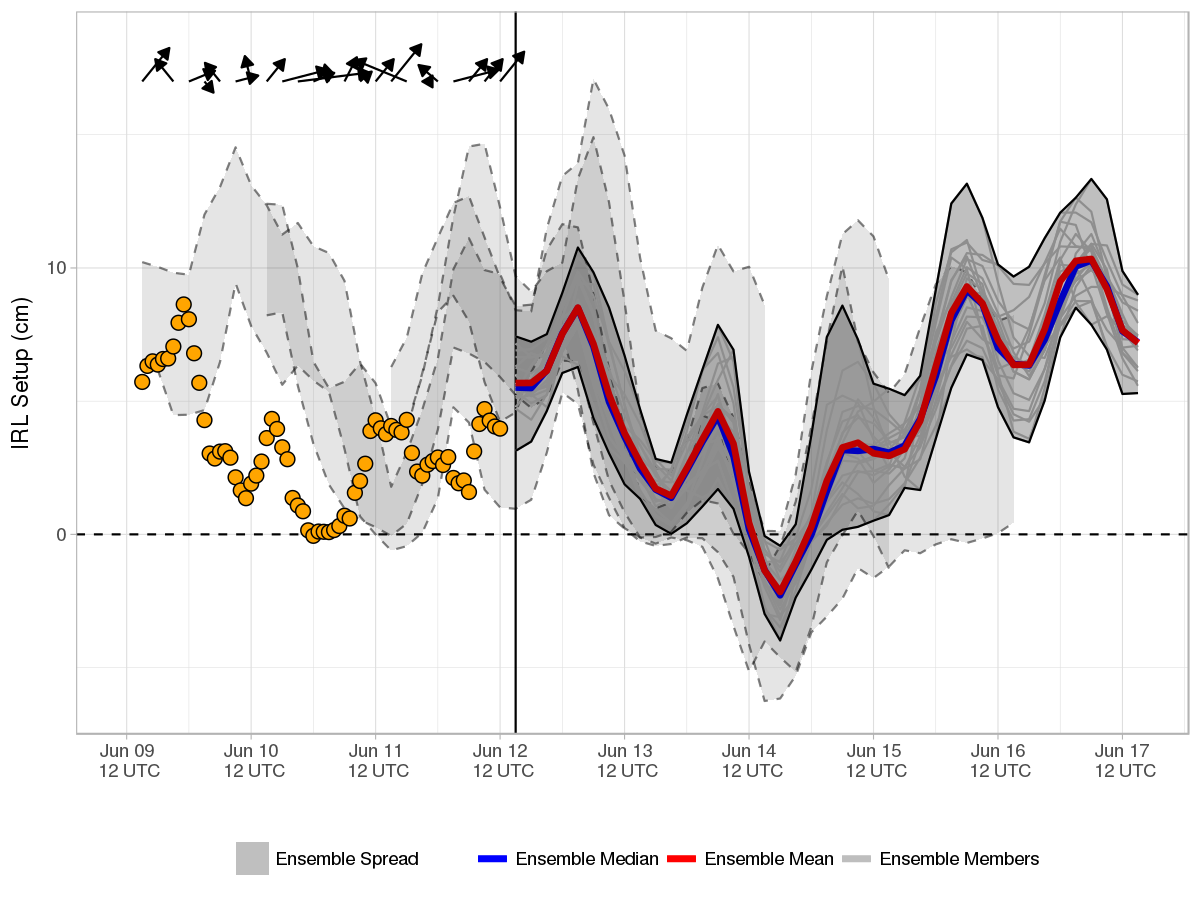 IRL Setup (cm)
10
0
Jun 09 Jun 10 Jun 11 Jun 12 Jun 13 Jun 14 Jun 15 Jun 16 Jun 17
12 UTC 12 UTC 12 UTC 12 UTC 12 UTC 12 UTC 12 UTC 12 UTC 12 UTC
Ensemble Spread Ensemble Median Ensemble Mean Ensemble Members